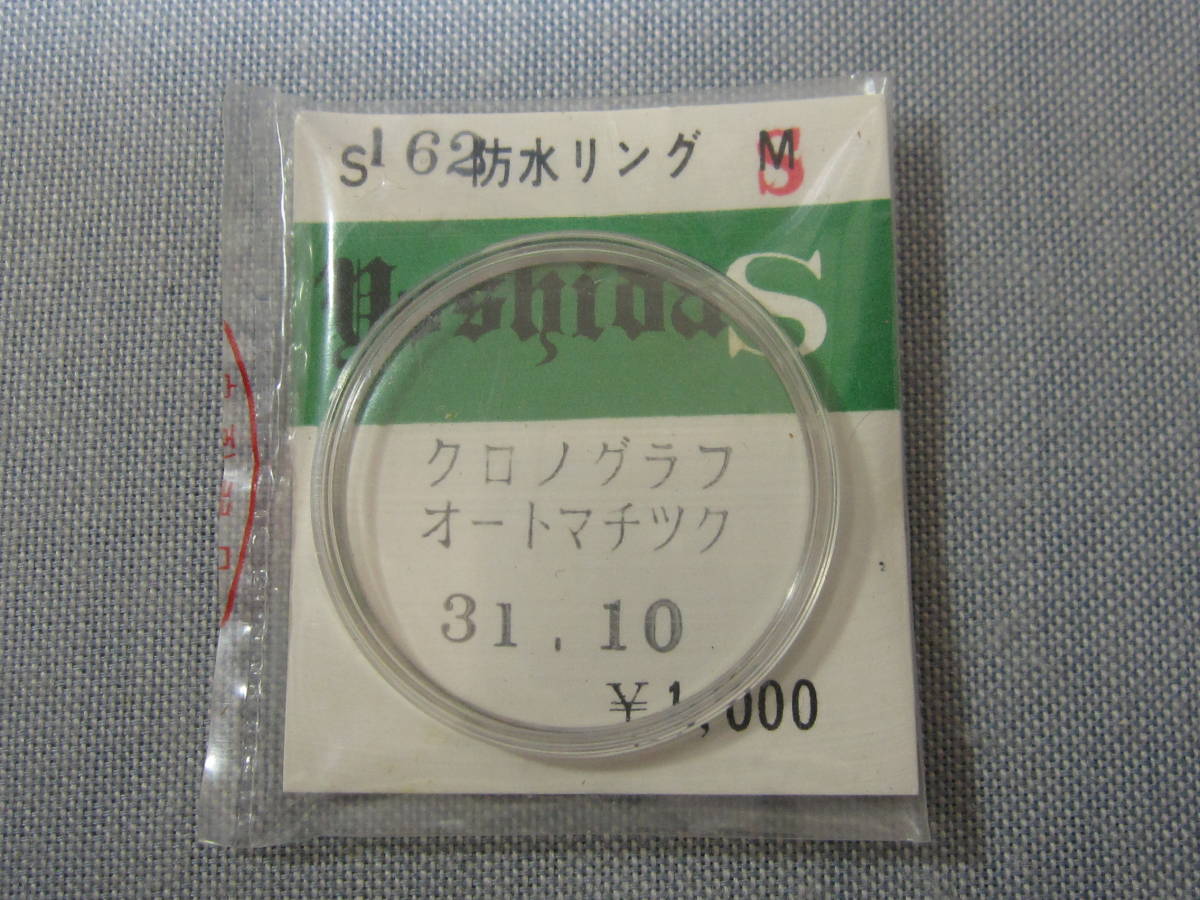 S162防水リング M S
Yoshida S
クロノグラフ
オートマチツク
31.10
¥1,000